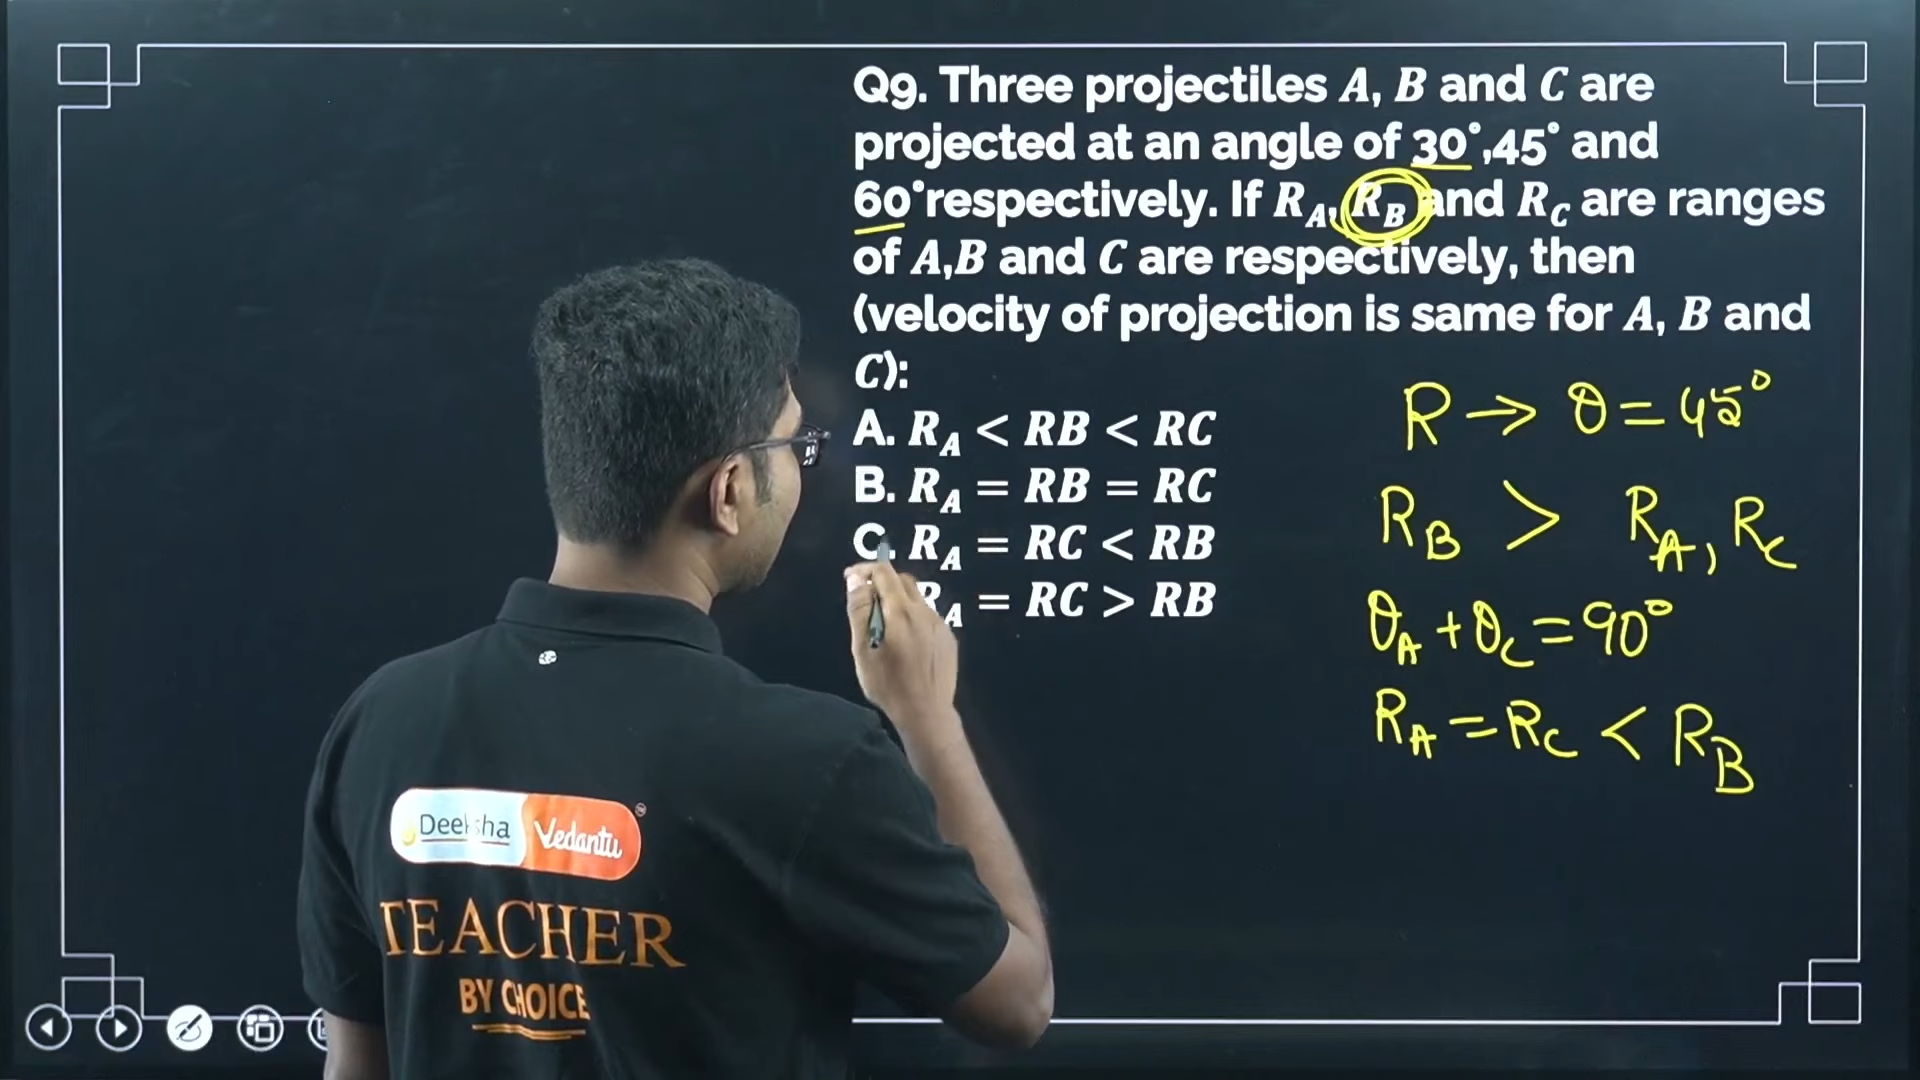 Q9. Three projectiles A, B and C are
projected at an angle of 30°,45° and
60°respectively. If R_A, R_B and R_C are ranges
of A,B and C are respectively, then
(velocity of projection is same for A, B and
C):
A. R_A < RB < RC
B. R_A = RB = RC
C. R_A = RC < RB
R_A = RC > RB
R → θ = 45°
R_B > R_A, R_C
θ_A + θ_C = 90°
R_A = R_C < R_B
Deeksha Vedantu
TEACHER
BY CHOICE